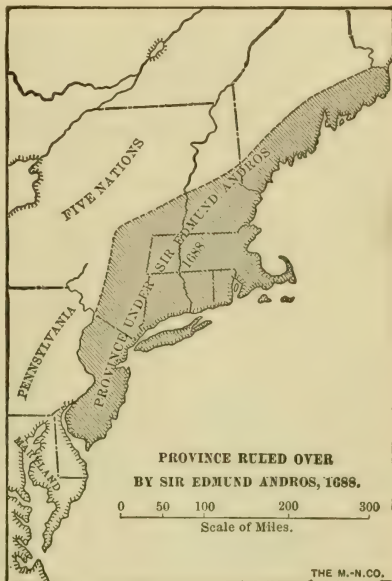 FIVE NATIONS
PROVINCE UNDER SIR EDMUND ANDROS
1688
PENNSYLVANIA
MARYLAND
PROVINCE RULED OVER
BY SIR EDMUND ANDROS, 1688.
0 50 100 200 300
Scale of Miles.
THE M.-N.CO.